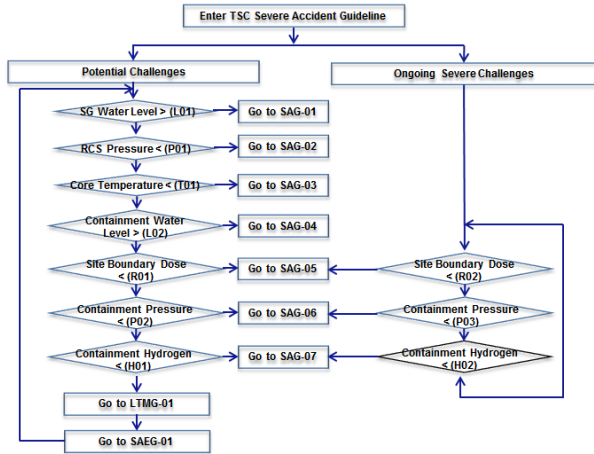 Enter TSC Severe Accident Guideline
Potential Challenges
Ongoing Severe Challenges
SG Water Level > (L01)
Go to SAG-01
RCS Pressure < (P01)
Go to SAG-02
Core Temperature < (T01)
Go to SAG-03
Containment Water
Level > (L02)
Go to SAG-04
Site Boundary Dose
< (R01)
Go to SAG-05
Site Boundary Dose
< (R02)
Containment Pressure
< (P02)
Go to SAG-06
Containment Pressure
< (P03)
Containment Hydrogen
< (H01)
Go to SAG-07
Containment Hydrogen
< (H02)
Go to LTMG-01
Go to SAEG-01